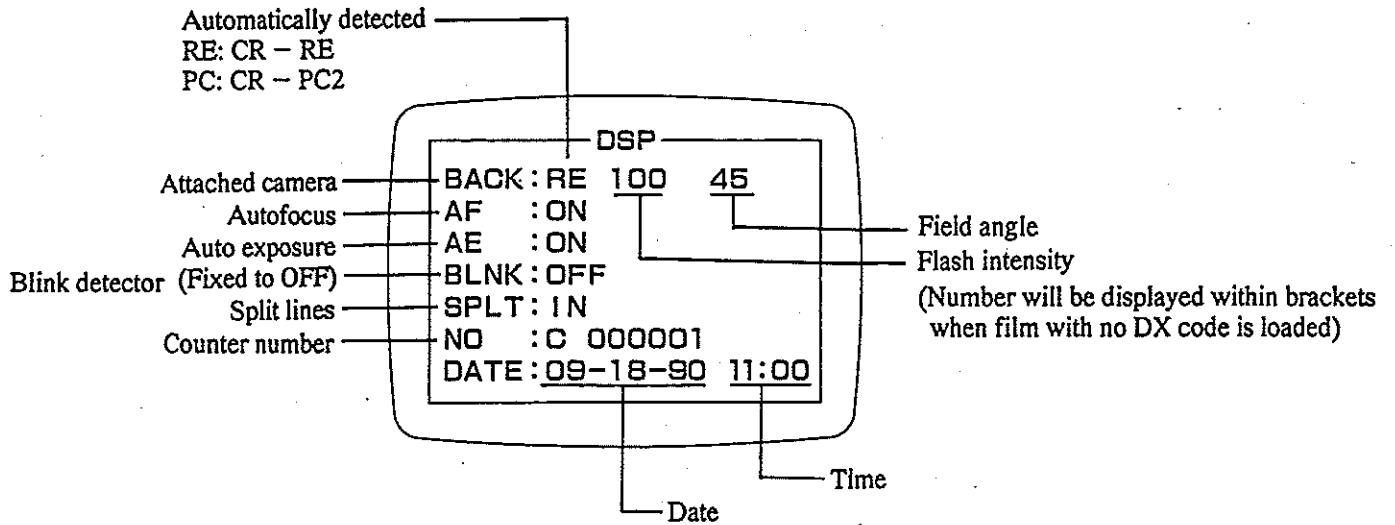 Automatically detected
RE: CR – RE
PC: CR – PC2
DSP
BACK:RE 100 45
AF :ON
AE :ON
BLNK:OFF
SPLT:IN
NO :C 000001
DATE:09-18-90 11:00
Attached camera
Autofocus
Auto exposure
Blink detector (Fixed to OFF)
Split lines
Counter number
Field angle
Flash intensity
(Number will be displayed within brackets
when film with no DX code is loaded)
Time
Date